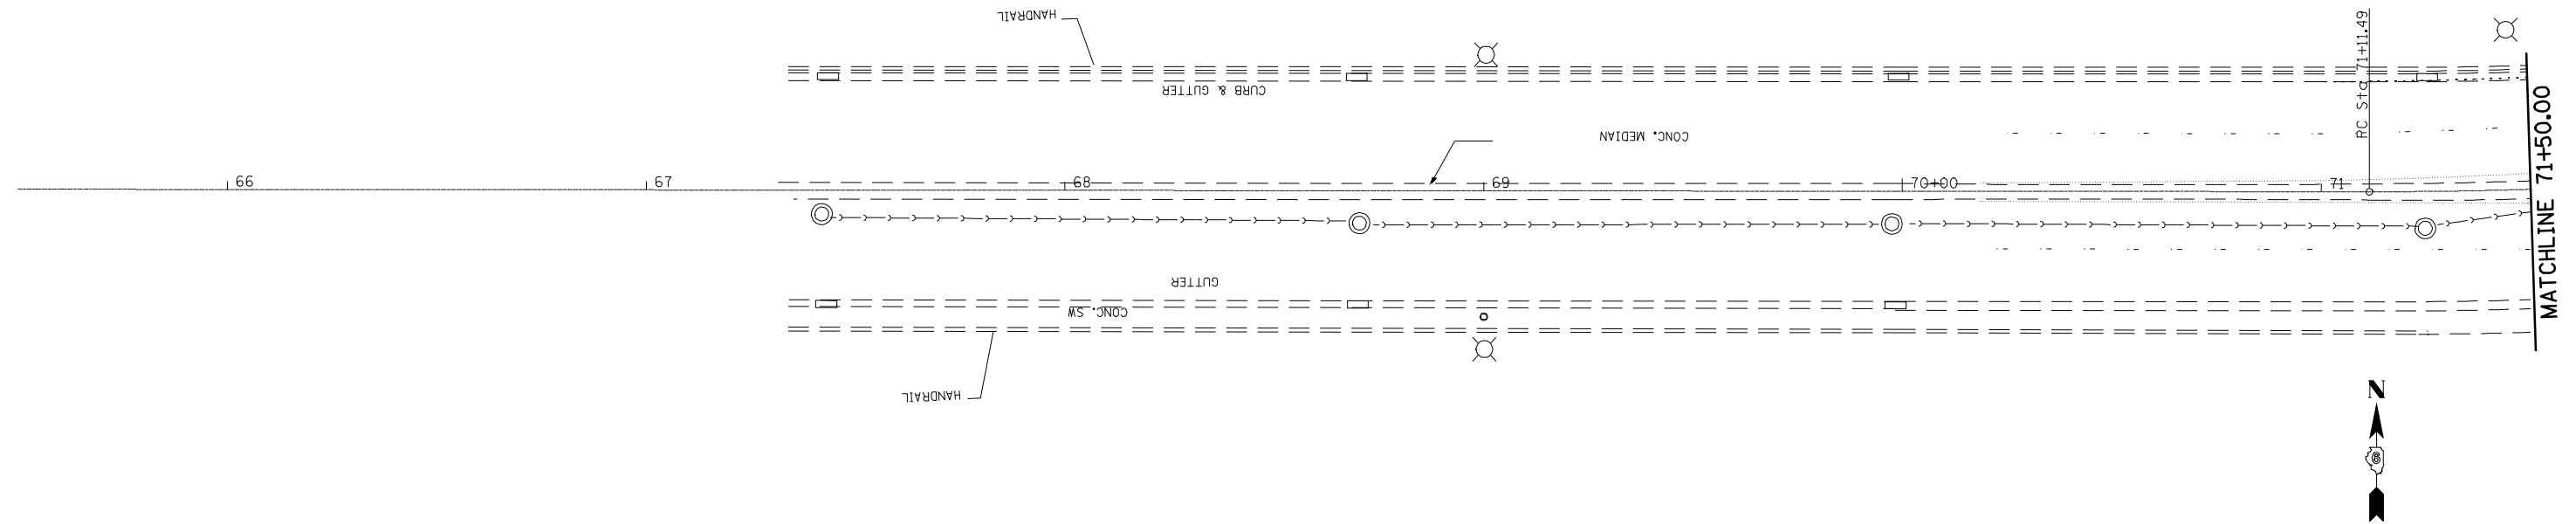 HANDRAIL
PC Sta 71+11.49
CURB & GUTTER
CONC. MEDIAN
66
67
68
69
70+00
71
MATCHLINE 71+50.00
GUTTER
CONC. SW
HANDRAIL
N